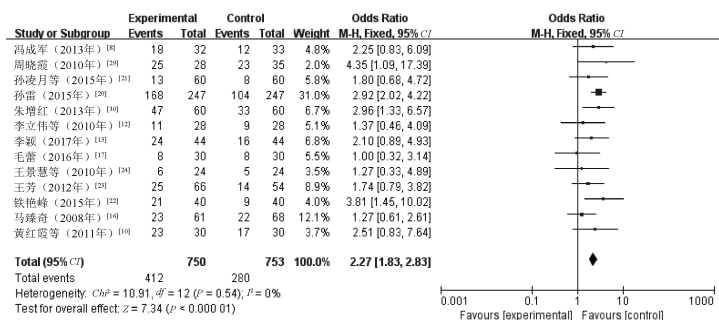 Experimental Control Odds Ratio Odds Ratio
Study or Subgroup Events Total Events Total Weight M-H, Fixed, 95% CI M-H, Fixed, 95% CI
冯成军（2013年）[8] 18 32 12 33 4.8% 2.25 [0.83, 6.09]
周晓霞（2010年）[29] 25 28 23 35 1.8% 4.35 [1.09, 17.39]
孙凌月等（2015年）[21] 13 60 8 60 5.7% 1.80 [0.68, 4.72]
孙雷（2015年）[20] 168 247 104 247 31.0% 2.92 [2.02, 4.22]
朱增红（2013年）[30] 47 60 33 60 6.6% 2.96 [1.33, 6.57]
李立伟等（2010年）[12] 11 28 9 28 5.0% 1.37 [0.46, 4.09]
李颖（2017年）[13] 24 44 16 44 6.7% 2.10 [0.89, 4.93]
毛蕾（2016年）[17] 8 30 8 30 5.4% 1.00 [0.32, 3.14]
王景慧等（2010年）[24] 6 24 5 24 3.5% 1.27 [0.33, 4.89]
王芳（2012年）[23] 25 66 14 54 8.8% 1.74 [0.79, 3.82]
铁艳峰（2015年）[22] 21 40 9 40 4.0% 3.81 [1.45, 10.02]
马臻奇（2008年）[16] 23 61 22 68 12.1% 1.27 [0.61, 2.61]
黄红霞等（2011年）[10] 23 30 17 30 3.7% 2.51 [0.83, 7.64]
Total (95% CI) 750 753 100.0% 2.27 [1.83, 2.83]
Total events 412 280
Heterogeneity: Chi² = 10.91, df = 12 (P = 0.54); I² = 0%
Test for overall effect: Z = 7.34 (P < 0.000 01)
0.001 0.1 1 10 1000
Favours [experimental] Favours [control]